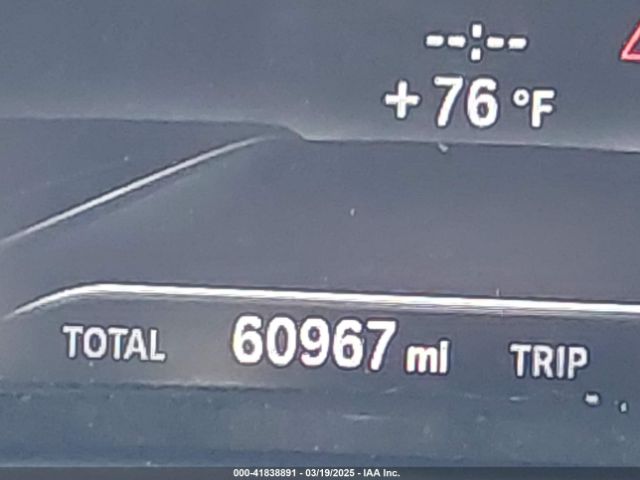 --:--
+76 °F
TOTAL 60967 mi TRIP
000-41838891 - 03/19/2025 - IAA Inc.